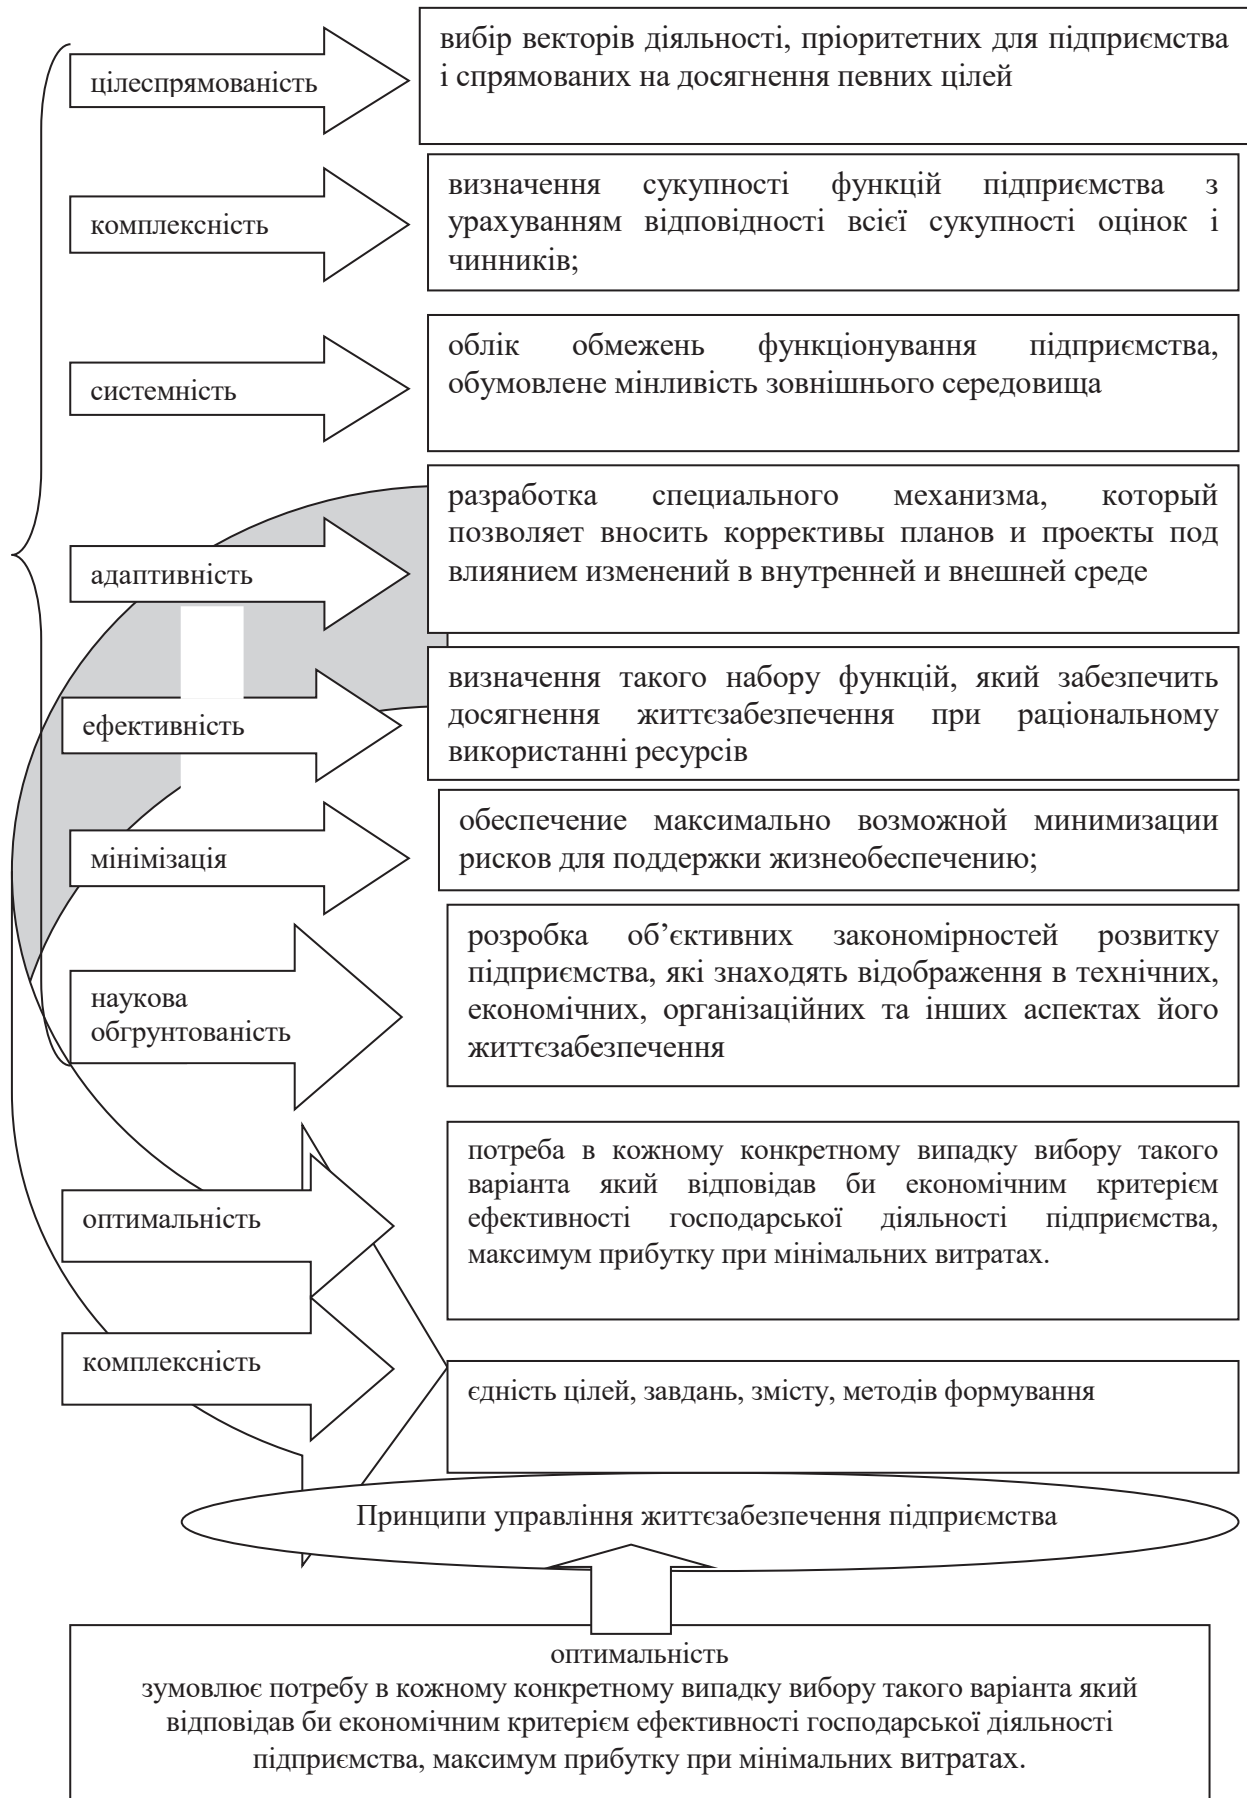 цілеспрямованість
вибір векторів діяльності, пріоритетних для підприємства
і спрямованих на досягнення певних цілей
комплексність
визначення сукупності функцій підприємства з
урахуванням відповідності всієї сукупності оцінок і
чинників;
системність
облік обмежень функціонування підприємства,
обумовлене мінливість зовнішнього середовища
адаптивність
разработка специального механизма, который
позволяет вносить коррективы планов и проекты под
влиянием изменений в внутренней и внешней среде
ефективність
визначення такого набору функцій, який забезпечить
досягнення життєзабезпечення при раціональному
використанні ресурсів
мінімізація
обеспечение максимально возможной минимизации
рисков для поддержки жизнеобеспечению;
наукова
обгрунтованість
розробка об’єктивних закономірностей розвитку
підприємства, які знаходять відображення в технічних,
економічних, організаційних та інших аспектах його
життєзабезпечення
оптимальність
потреба в кожному конкретному випадку вибору такого
варіанта який відповідав би економічним критерієм
ефективності господарської діяльності підприємства,
максимум прибутку при мінімальних витратах.
комплексність
єдність цілей, завдань, змісту, методів формування
Принципи управління життєзабезпечення підприємства
оптимальність
зумовлює потребу в кожному конкретному випадку вибору такого варіанта який
відповідав би економічним критерієм ефективності господарської діяльності
підприємства, максимум прибутку при мінімальних витратах.